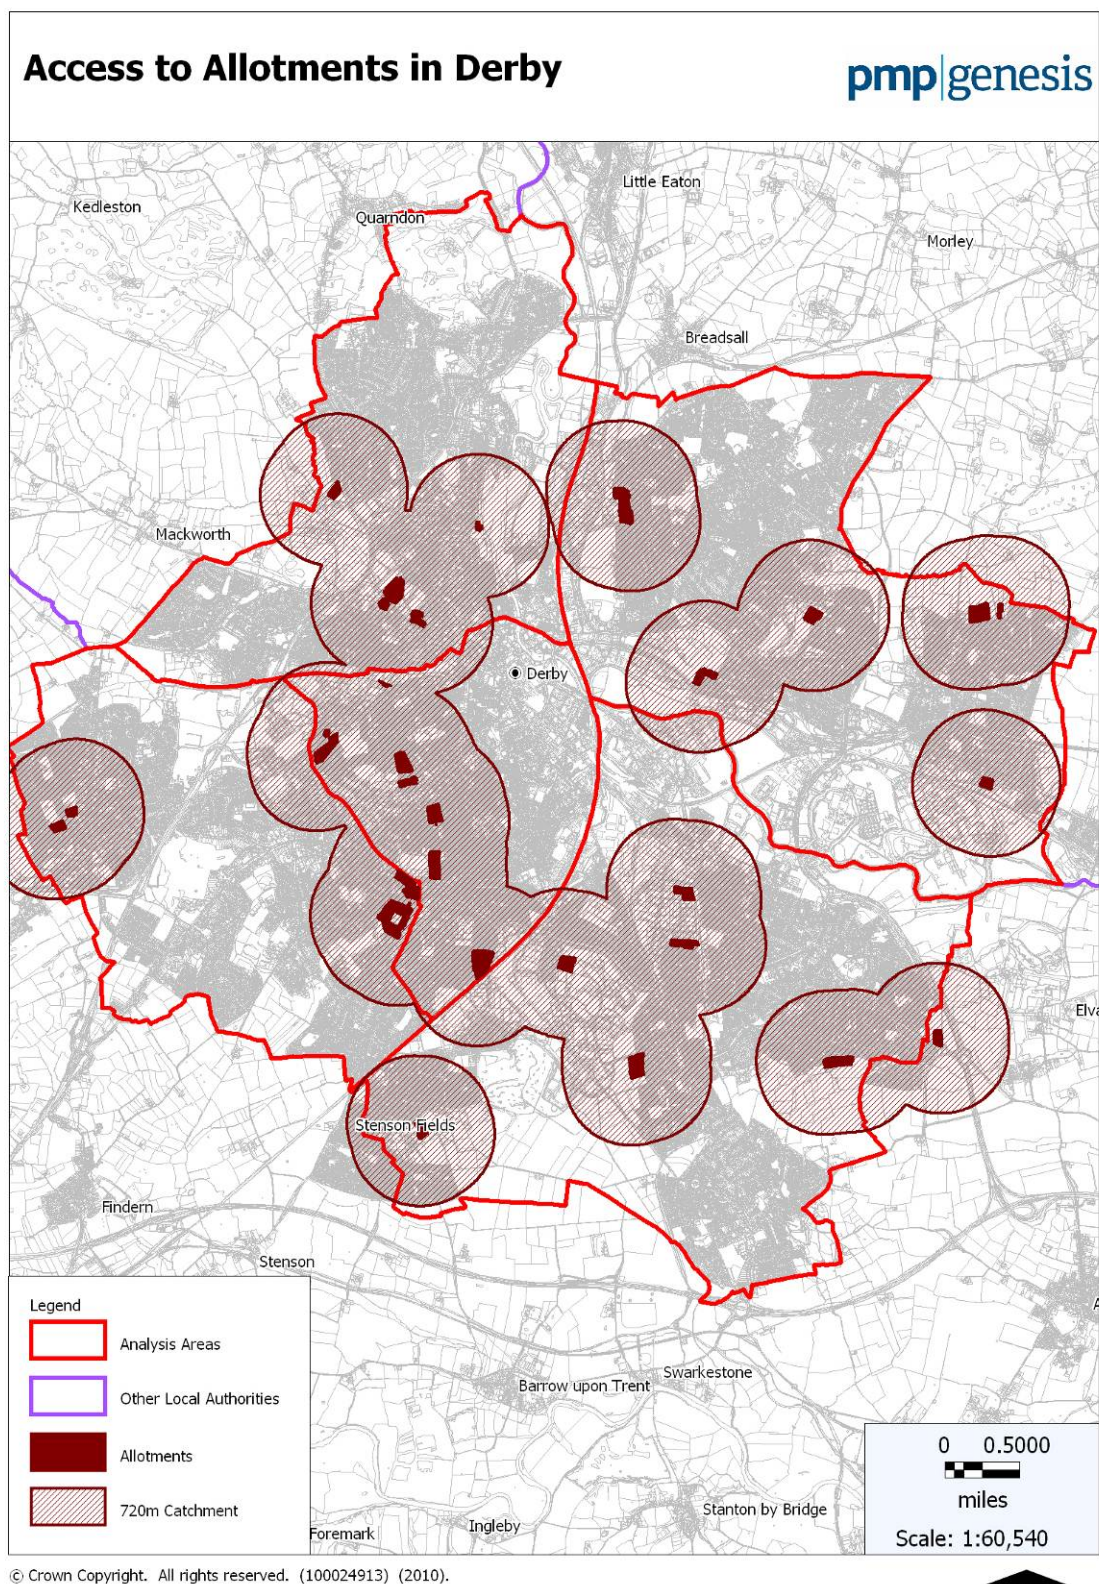 Access to Allotments in Derby
pmp|genesis
Little Eaton
Kedleston
Quarndon
Morley
Breadsall
Mackworth
Derby
Elva
Stenson Fields
Findern
Stenson
Legend
Analysis Areas
Other Local Authorities
Allotments
720m Catchment
A
Swarkestone
Barrow upon Trent
Stanton by Bridge
Ingleby
Foremark
0 0.5000
miles
Scale: 1:60,540
© Crown Copyright. All rights reserved. (100024913) (2010).